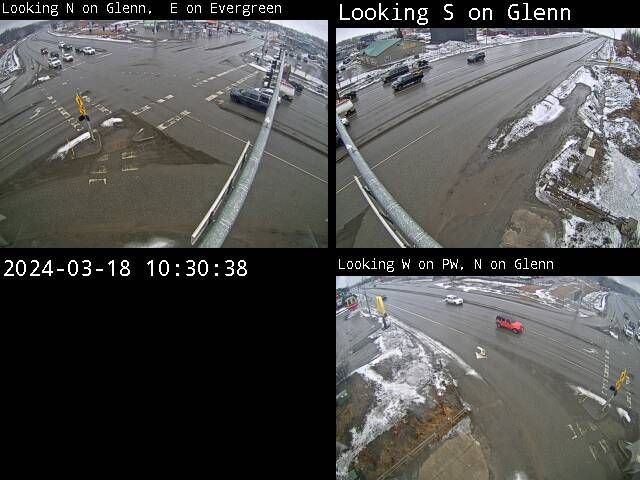 Looking N on Glenn,  E on Evergreen
Looking S on Glenn
2024-03-18 10:30:38
Looking W on PW, N on Glenn